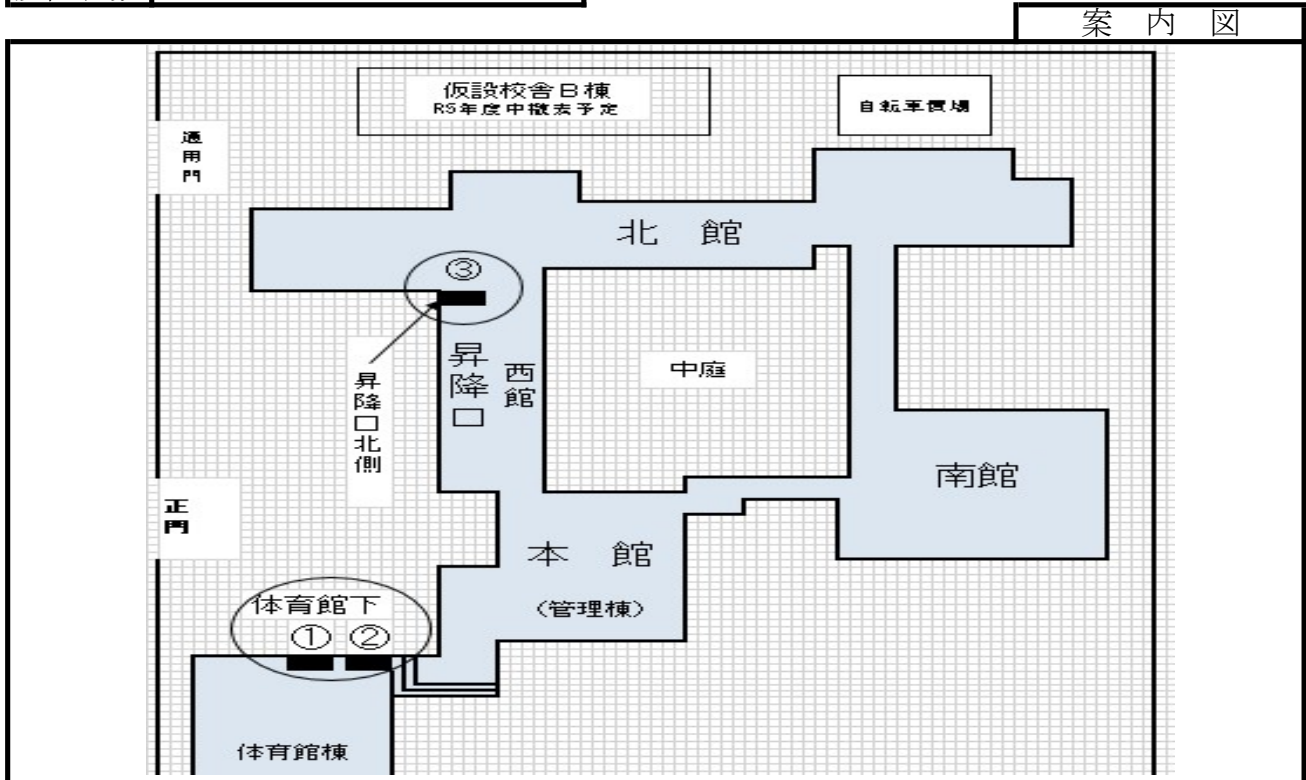 案内図
仮設校舎B棟
R5年度中撤去予定
自転車置場
通用門
北館
③
昇降口
西館
中庭
昇降口北側
南館
正門
本館
(管理棟)
体育館下
① ②
体育館棟